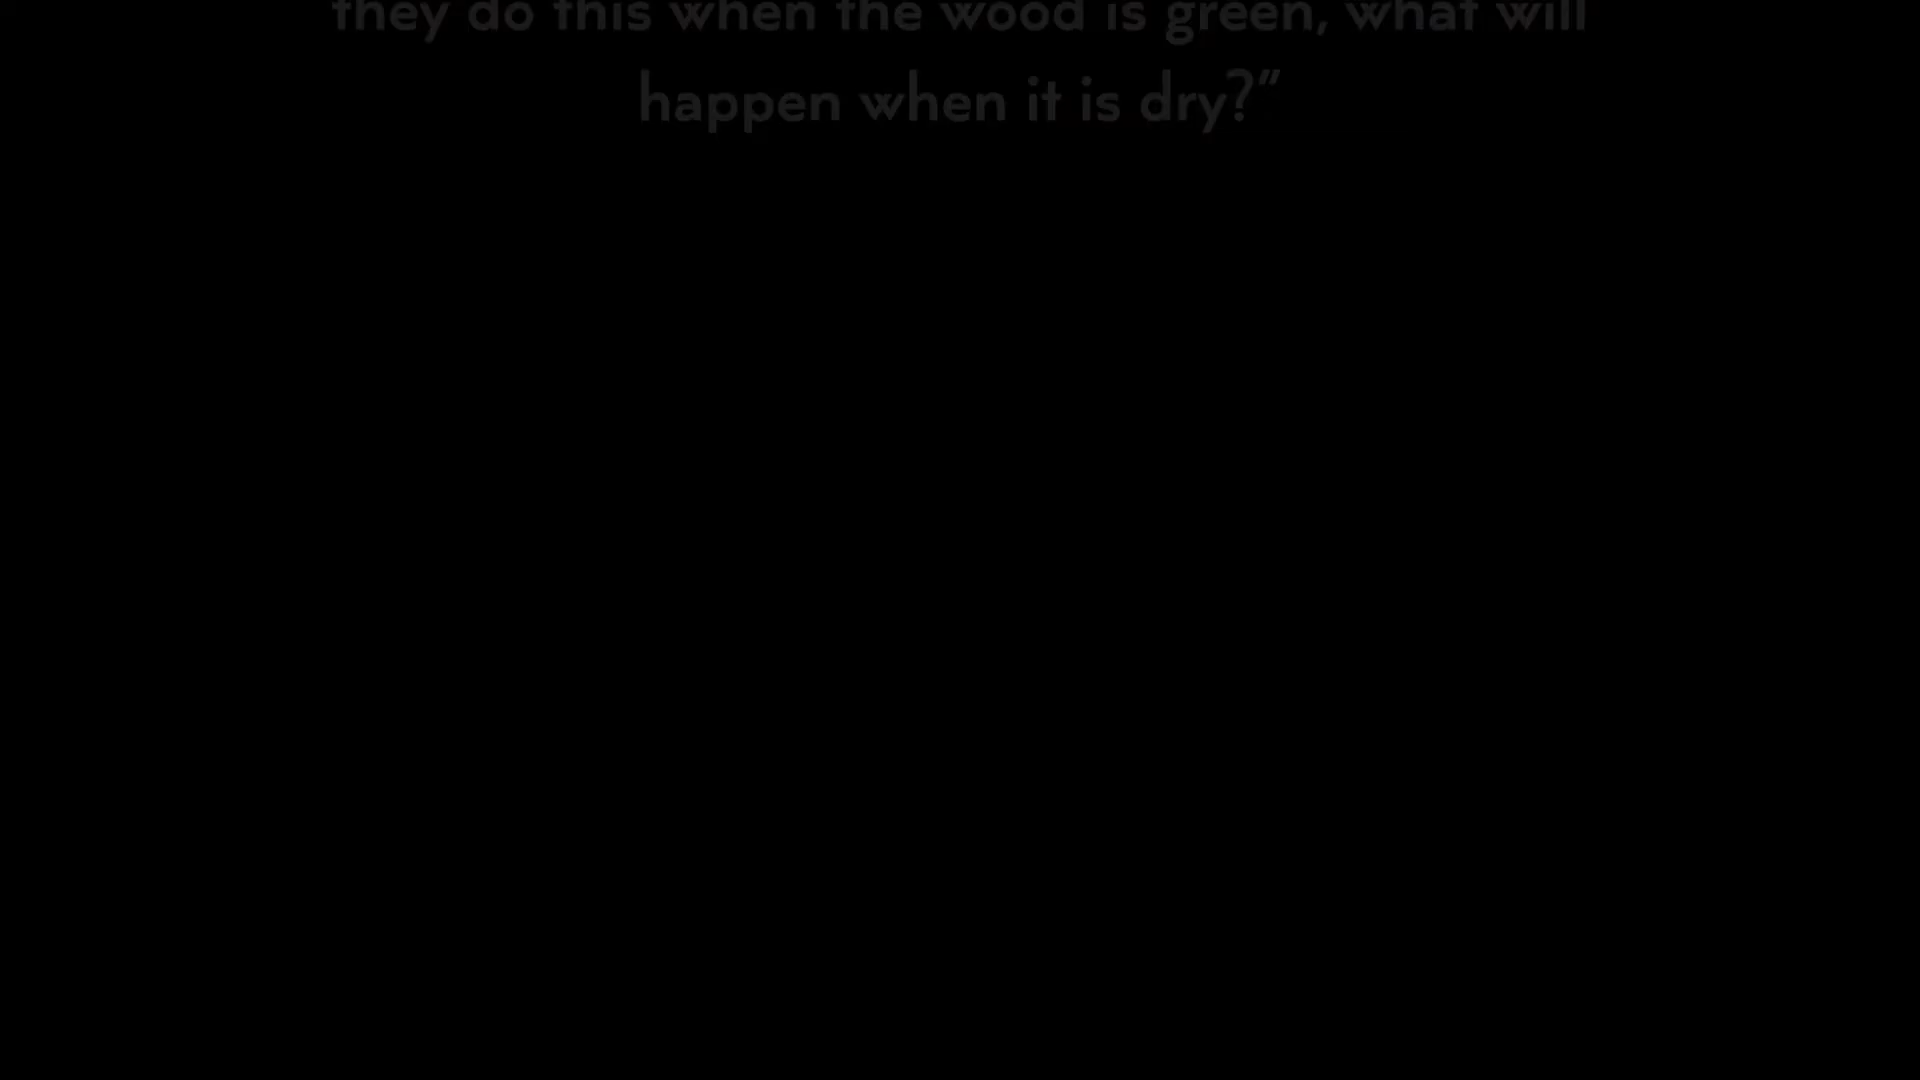 they do this when the wood is green, what will
happen when it is dry?”